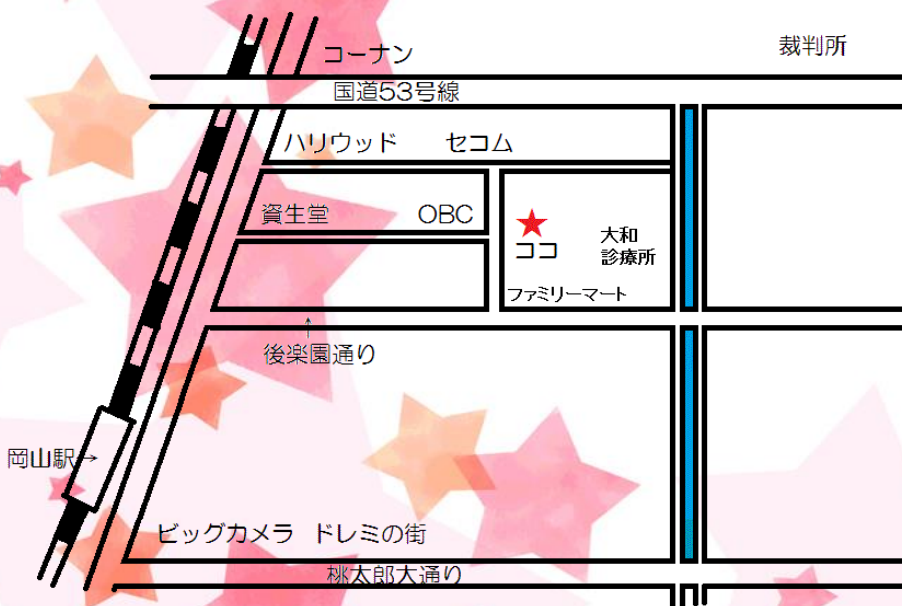 コーナン
裁判所
国道53号線
ハリウッド　セコム
資生堂　OBC
ココ
大和
診療所
ファミリーマート
↑
後楽園通り
岡山駅→
ビッグカメラ　ドレミの街
桃太郎大通り